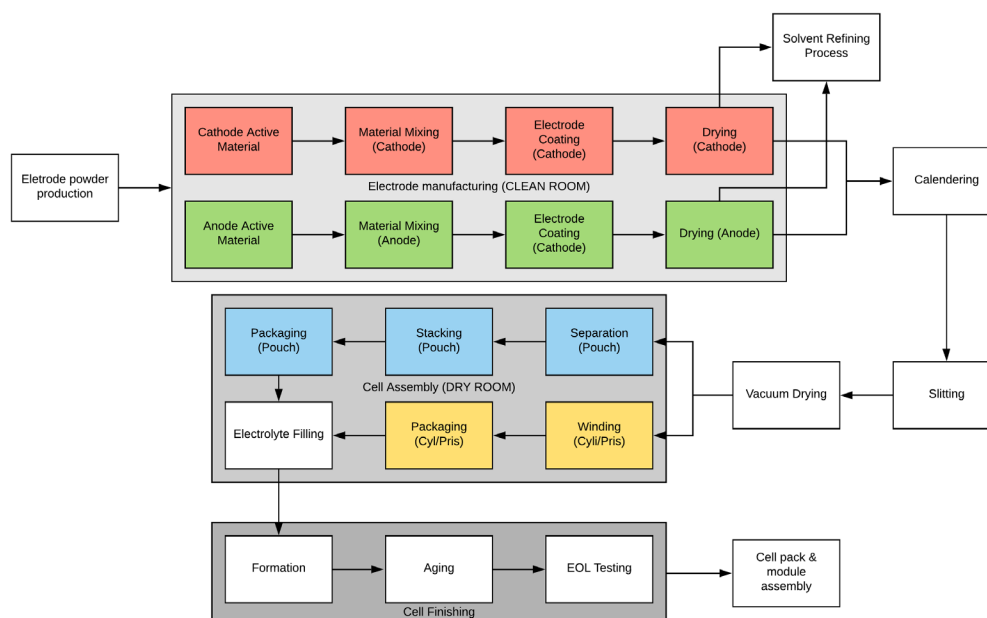 Solvent Refining
Process
Cathode Active
Material
Material Mixing
(Cathode)
Electrode
Coating
(Cathode)
Drying
(Cathode)
Eletrode powder
production
Electrode manufacturing (CLEAN ROOM)
Calendering
Anode Active
Material
Material Mixing
(Anode)
Electrode
Coating
(Cathode)
Drying (Anode)
Packaging
(Pouch)
Stacking
(Pouch)
Separation
(Pouch)
Cell Assembly (DRY ROOM)
Vacuum Drying
Slitting
Electrolyte Filling
Packaging
(Cyl/Pris)
Winding
(Cyli/Pris)
Formation
Aging
EOL Testing
Cell Finishing
Cell pack &
module
assembly